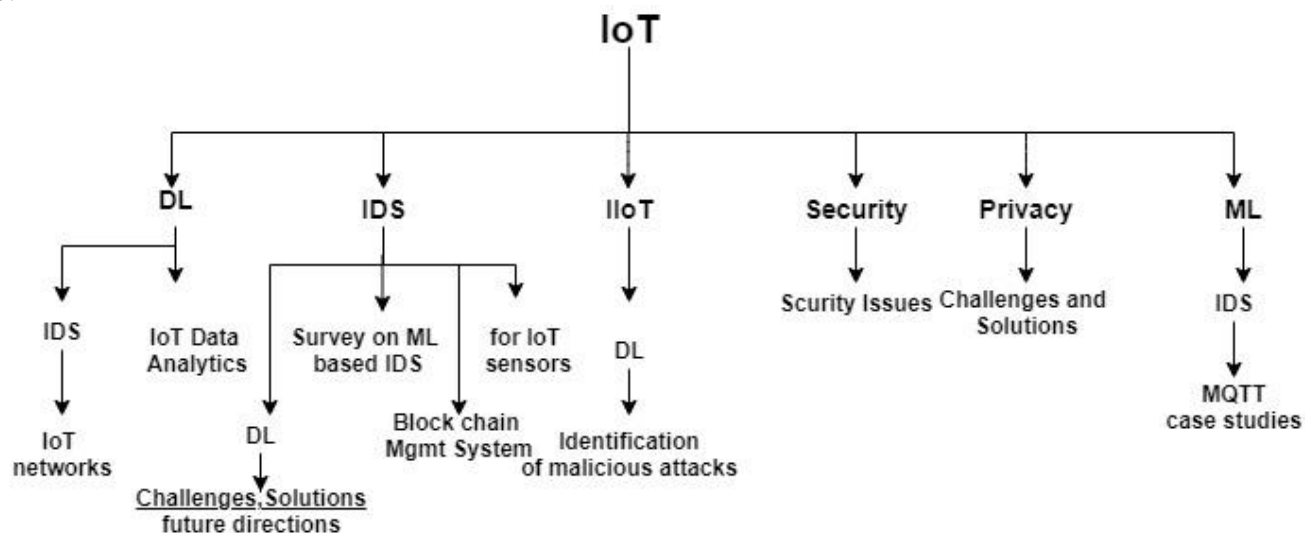 IoT
DL
IDS
IIoT
Security
Privacy
ML
IDS
IoT Data
Analytics
Survey on ML
based IDS
for IoT
sensors
DL
Scurity Issues
Challenges and
Solutions
IDS
IoT
networks
DL
Block chain
Mgmt System
Identification
of malicious attacks
MQTT
case studies
Challenges,Solutions
future directions